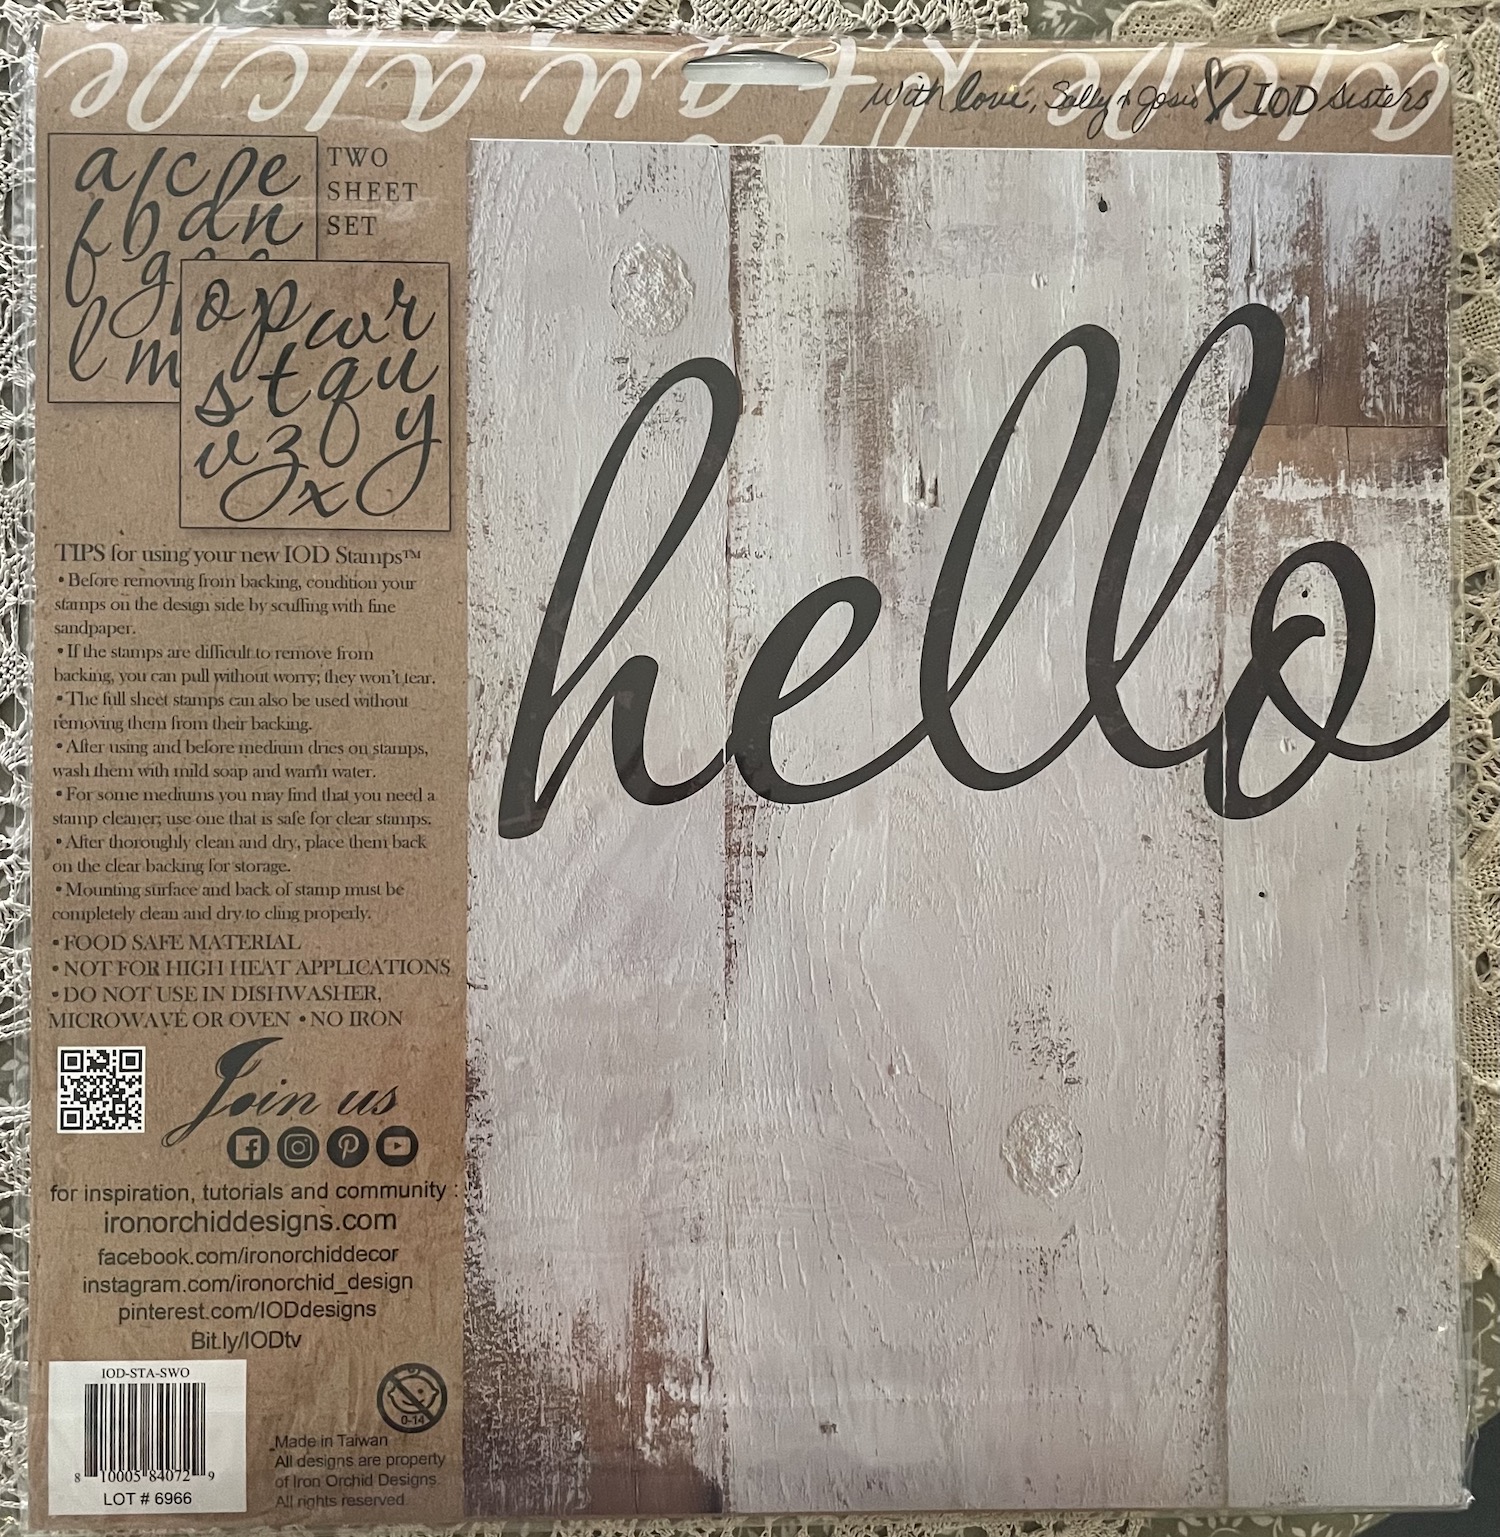 With love, Sally & Josie IOD Sisters
TWO
SHEET
SET
a l c p e
f b d n
g
l m
o p w r
s t q u
v z y
x
hello
TIPS for using your new IOD Stamps™
• Before removing from backing, condition your
stamps on the design side by scuffing with fine
sandpaper.
• If the stamps are difficult to remove from
backing, you can pull without worry; they won't tear.
• The full sheet stamps can also be used without
removing them from their backing.
• After using and before medium dries on stamps,
wash them with mild soap and warm water.
• For some mediums you may find that you need a
stamp cleaner; use one that is safe for clear stamps.
• After thoroughly clean and dry, place them back
on the clear backing for storage.
• Mounting surface and back of stamp must be
completely clean and dry to cling properly.
• FOOD SAFE MATERIAL
• NOT FOR HIGH HEAT APPLICATIONS
• DO NOT USE IN DISHWASHER,
MICROWAVE OR OVEN • NO IRON
Join us
for inspiration, tutorials and community :
ironorchiddesigns.com
facebook.com/ironorchiddecor
instagram.com/ironorchid_design
pinterest.com/IODdesigns
Bit.ly/IODtv
IOD-STA-SWO
8 10005 84072 9
LOT # 6966
0-14
Made in Taiwan
All designs are property
of Iron Orchid Designs.
All rights reserved.